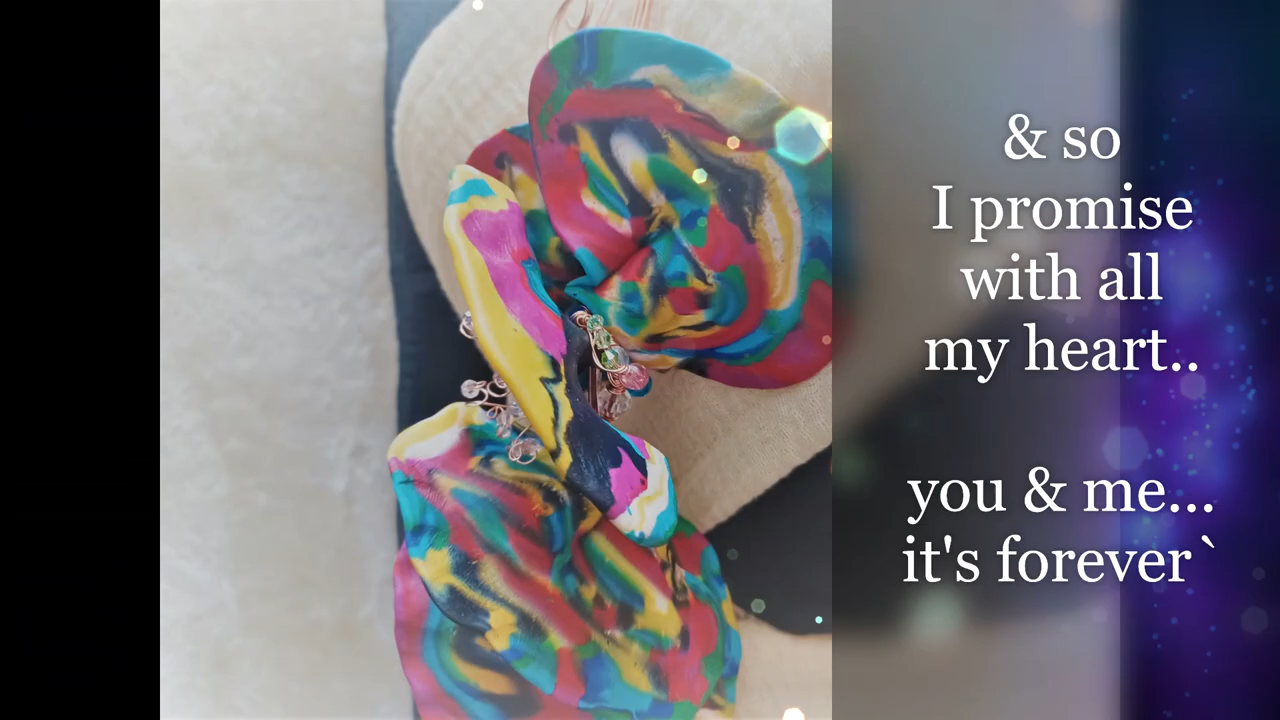 & so
I promise
with all
my heart..
you & me...
it's forever`